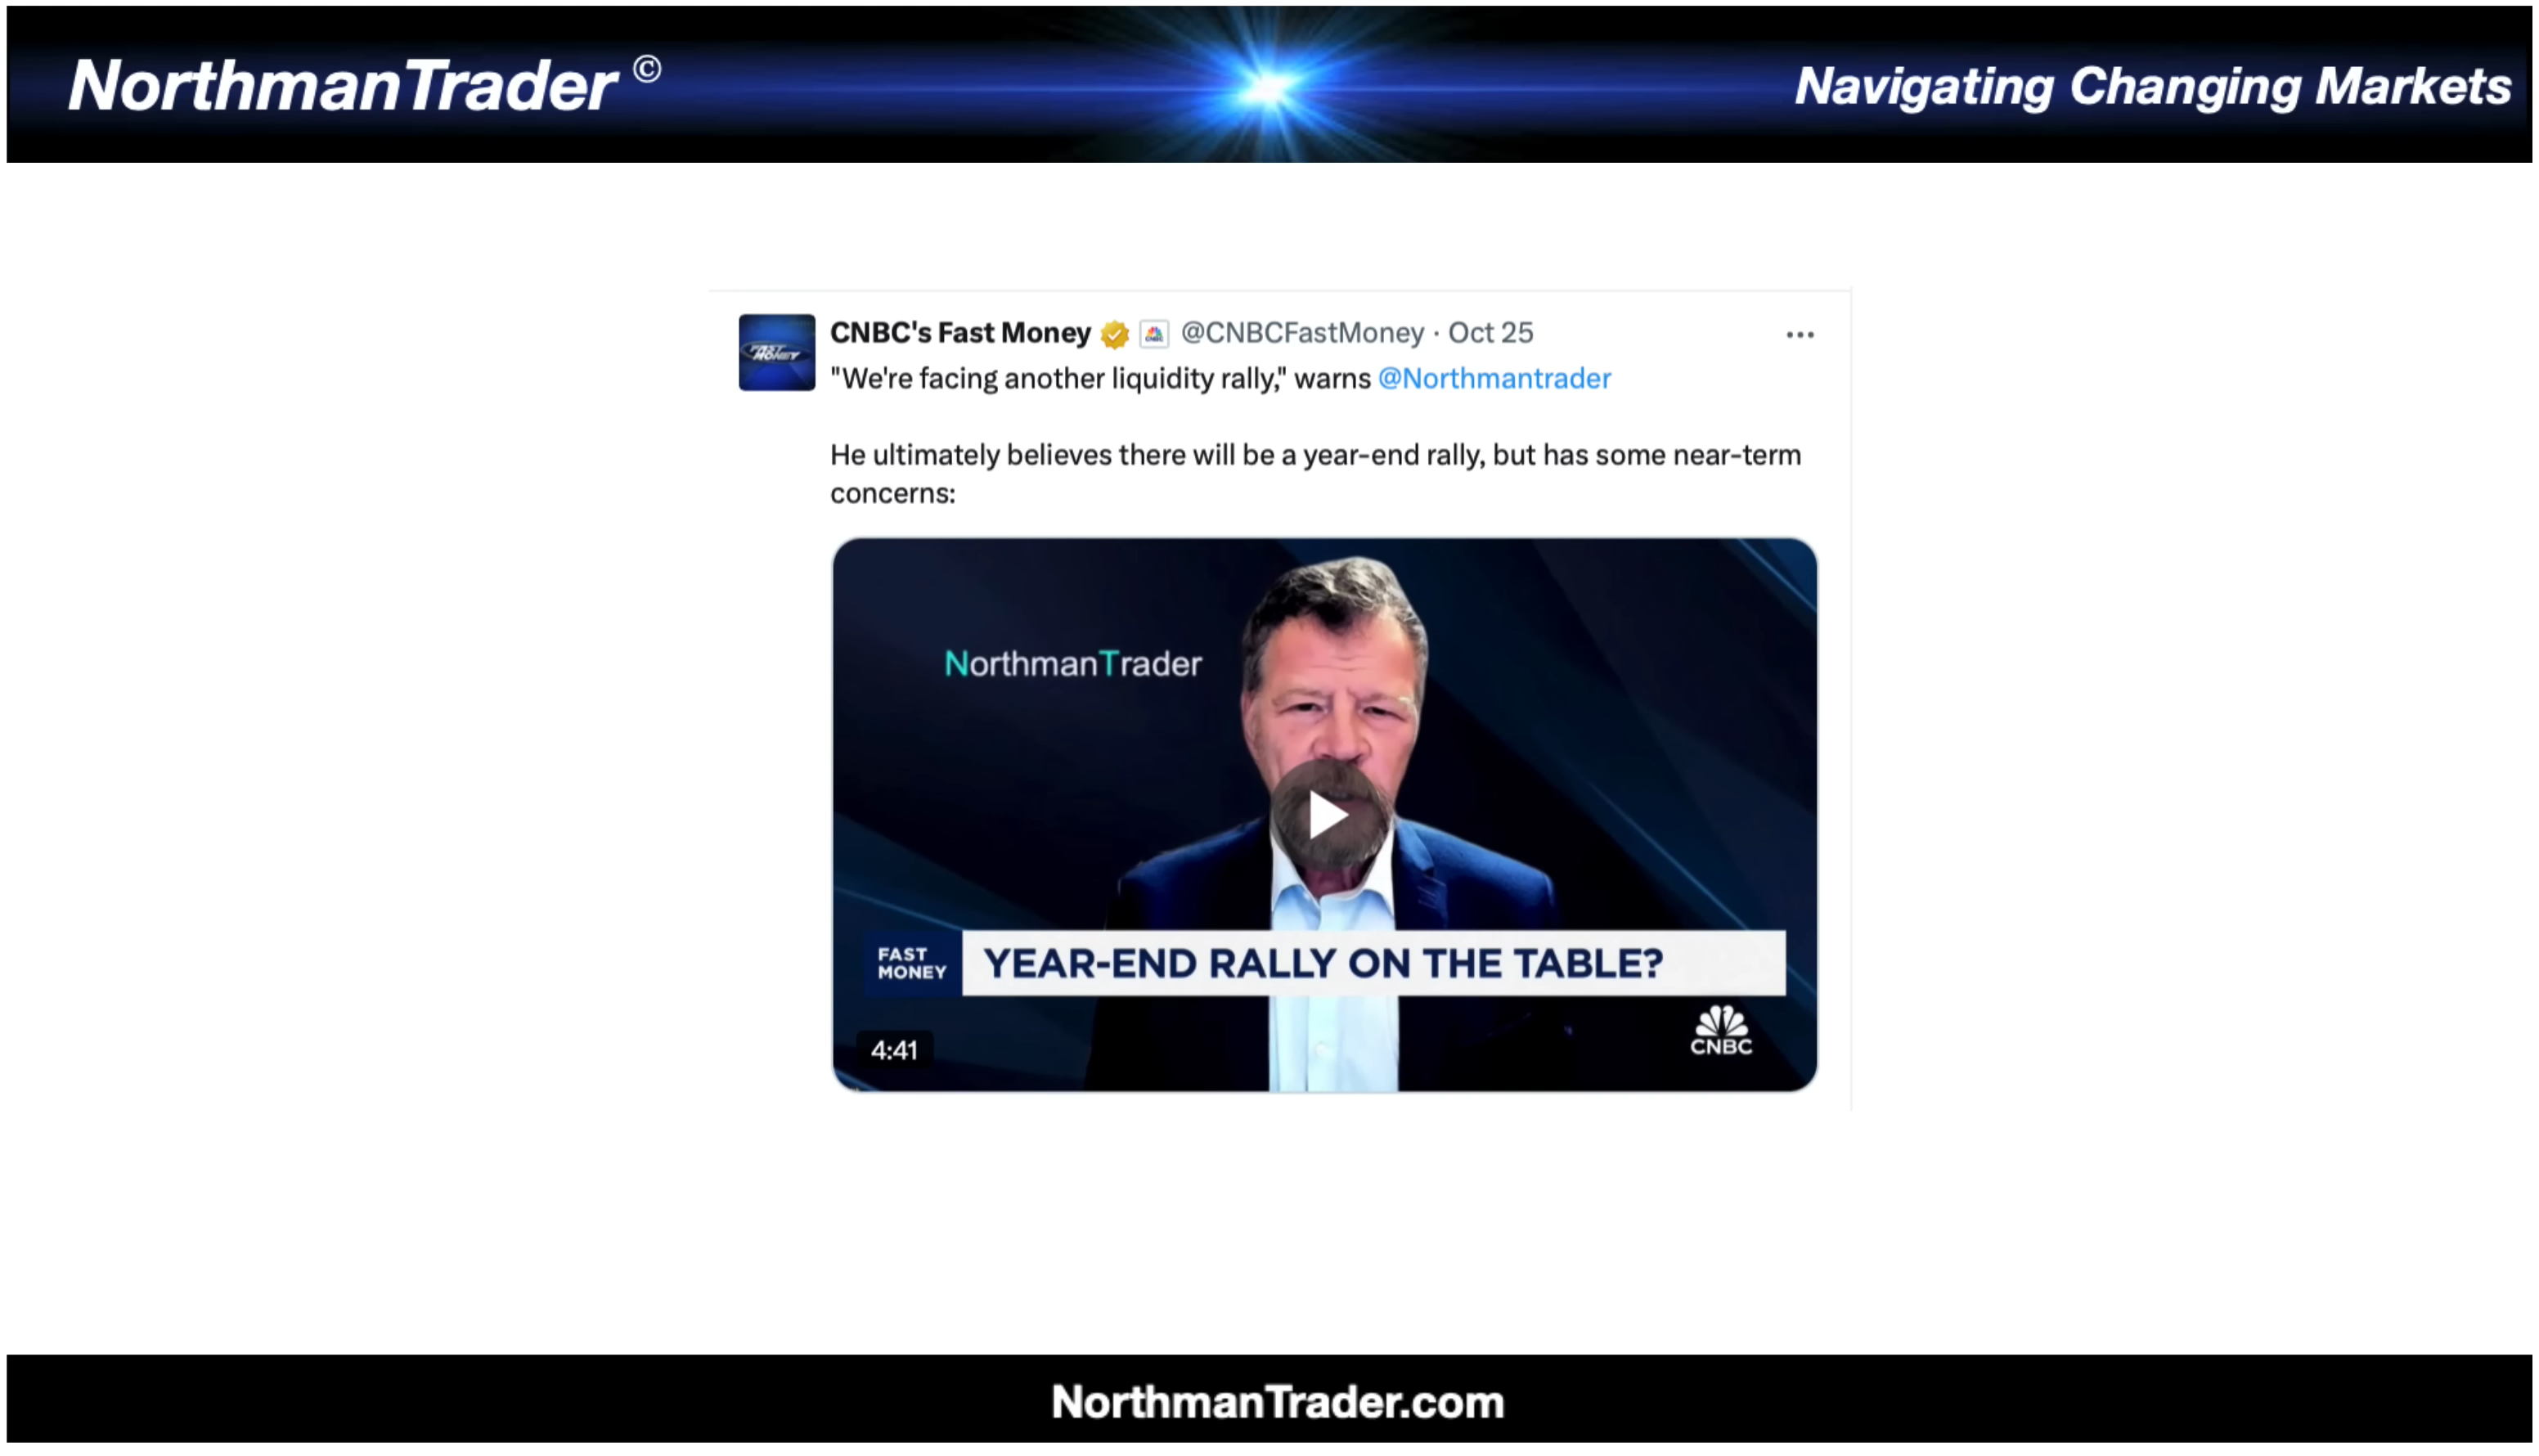 NorthmanTrader ©
Navigating Changing Markets
CNBC's Fast Money @CNBCFastMoney · Oct 25
"We're facing another liquidity rally," warns @Northmantrader
He ultimately believes there will be a year-end rally, but has some near-term
concerns:
FAST
MONEY
NorthmanTrader
FAST
MONEY
YEAR-END RALLY ON THE TABLE?
4:41
CNBC
NorthmanTrader.com